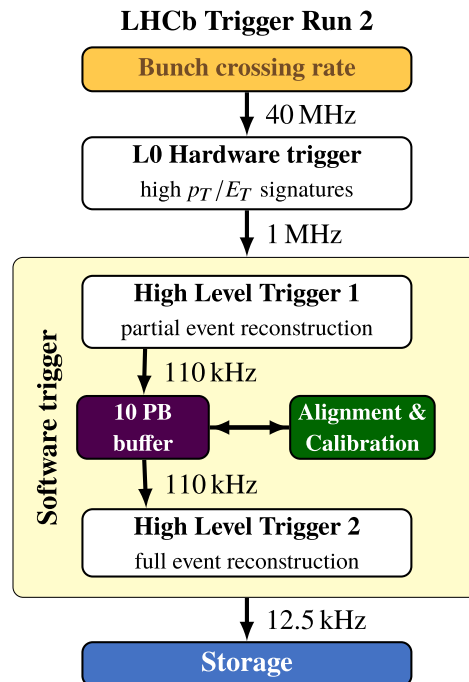 LHCb Trigger Run 2
Bunch crossing rate
40 MHz
L0 Hardware trigger
high p_T/E_T signatures
1 MHz
Software trigger
High Level Trigger 1
partial event reconstruction
110 kHz
10 PB
buffer
Alignment &
Calibration
110 kHz
High Level Trigger 2
full event reconstruction
12.5 kHz
Storage